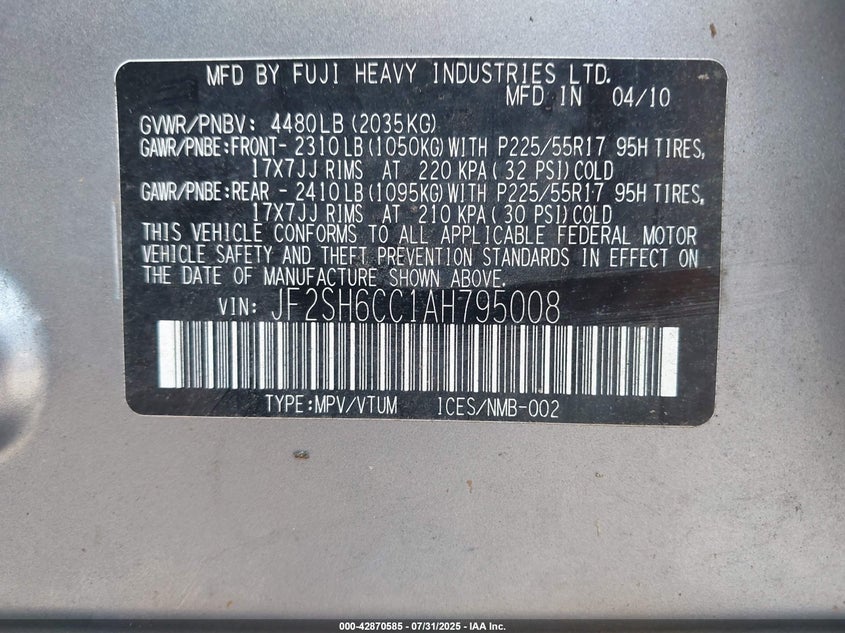 MFD BY FUJI HEAVY INDUSTRIES LTD.
MFD IN 04/10
GVWR/PNBV: 4480LB(2035KG)
GAWR/PNBE:FRONT- 2310LB(1050KG)WITH P225/55R17 95H TIRES,
17X7JJ RIMS AT 220 KPA(32 PSI)COLD
GAWR/PNBE:REAR - 2410LB(1095KG)WITH P225/55R17 95H TIRES,
17X7JJ RIMS AT 210 KPA(30 PSI)COLD
THIS VEHICLE CONFORMS TO ALL APPLICABLE FEDERAL MOTOR
VEHICLE SAFETY AND THEFT PREVENTION STANDARDS IN EFFECT ON
THE DATE OF MANUFACTURE SHOWN ABOVE.
VIN: JF2SH6CC1AH795008
TYPE:MPV/VTUM ICES/NMB-002
000-42870585 - 07/31/2025 - IAA Inc.